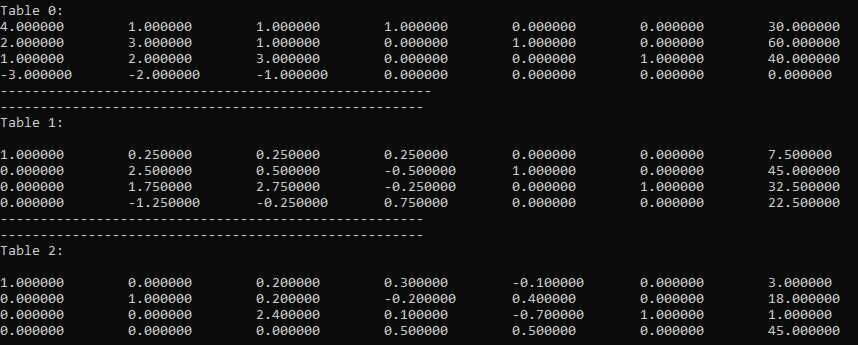 Table 0:
4.000000 1.000000 1.000000 1.000000 0.000000 0.000000 30.000000
2.000000 3.000000 1.000000 0.000000 1.000000 0.000000 60.000000
1.000000 2.000000 3.000000 0.000000 0.000000 1.000000 40.000000
-3.000000 -2.000000 -1.000000 0.000000 0.000000 0.000000 0.000000
------------------------------------------------------
-----------------------------------------------------
Table 1:
1.000000 0.250000 0.250000 0.250000 0.000000 0.000000 7.500000
0.000000 2.500000 0.500000 -0.500000 1.000000 0.000000 45.000000
0.000000 1.750000 2.750000 -0.250000 0.000000 1.000000 32.500000
0.000000 -1.250000 -0.250000 0.750000 0.000000 0.000000 22.500000
-----------------------------------------------------
-----------------------------------------------------
Table 2:
1.000000 0.000000 0.200000 0.300000 -0.100000 0.000000 3.000000
0.000000 1.000000 0.200000 -0.200000 0.400000 0.000000 18.000000
0.000000 0.000000 2.400000 0.100000 -0.700000 1.000000 1.000000
0.000000 0.000000 0.000000 0.500000 0.500000 0.000000 45.000000